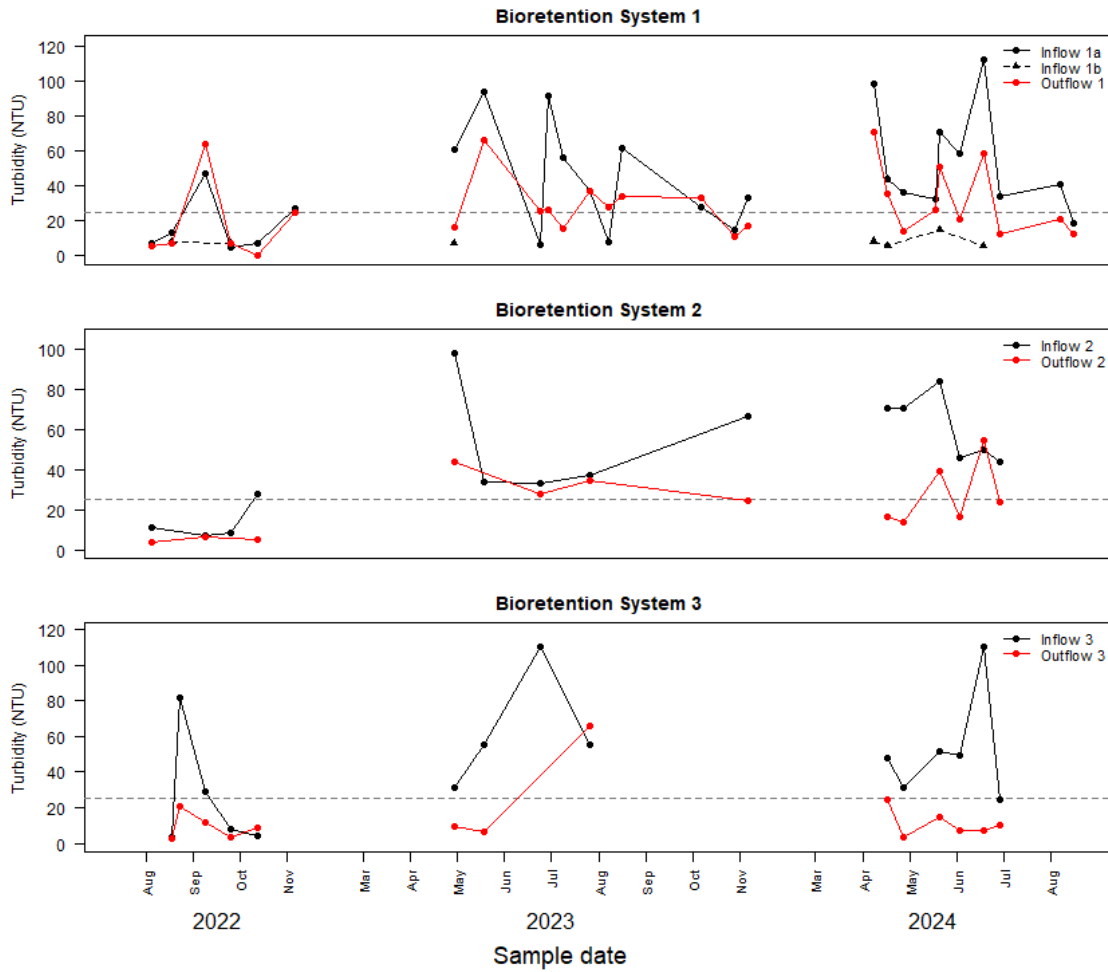 Bioretention System 1
Turbidity (NTU)
120
100
80
60
40
20
0
Inflow 1a
Inflow 1b
Outflow 1
Bioretention System 2
Turbidity (NTU)
100
80
60
40
20
0
Inflow 2
Outflow 2
Bioretention System 3
Turbidity (NTU)
120
100
80
60
40
20
0
Inflow 3
Outflow 3
Aug Sep Oct Nov Mar Apr May Jun Jul Aug Sep Oct Nov Mar Apr May Jun Jul Aug
2022 2023 2024
Sample date